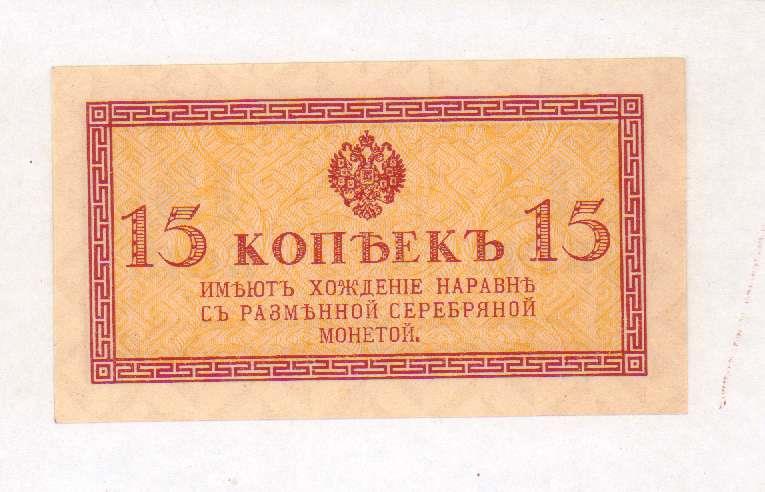 15 КОПѢЕКЪ 15
ИМѢЮТЪ ХОЖДЕНІЕ НАРАВНѢ
СЪ РАЗМѢННОЙ СЕРЕБРЯНОЙ
МОНЕТОЙ.